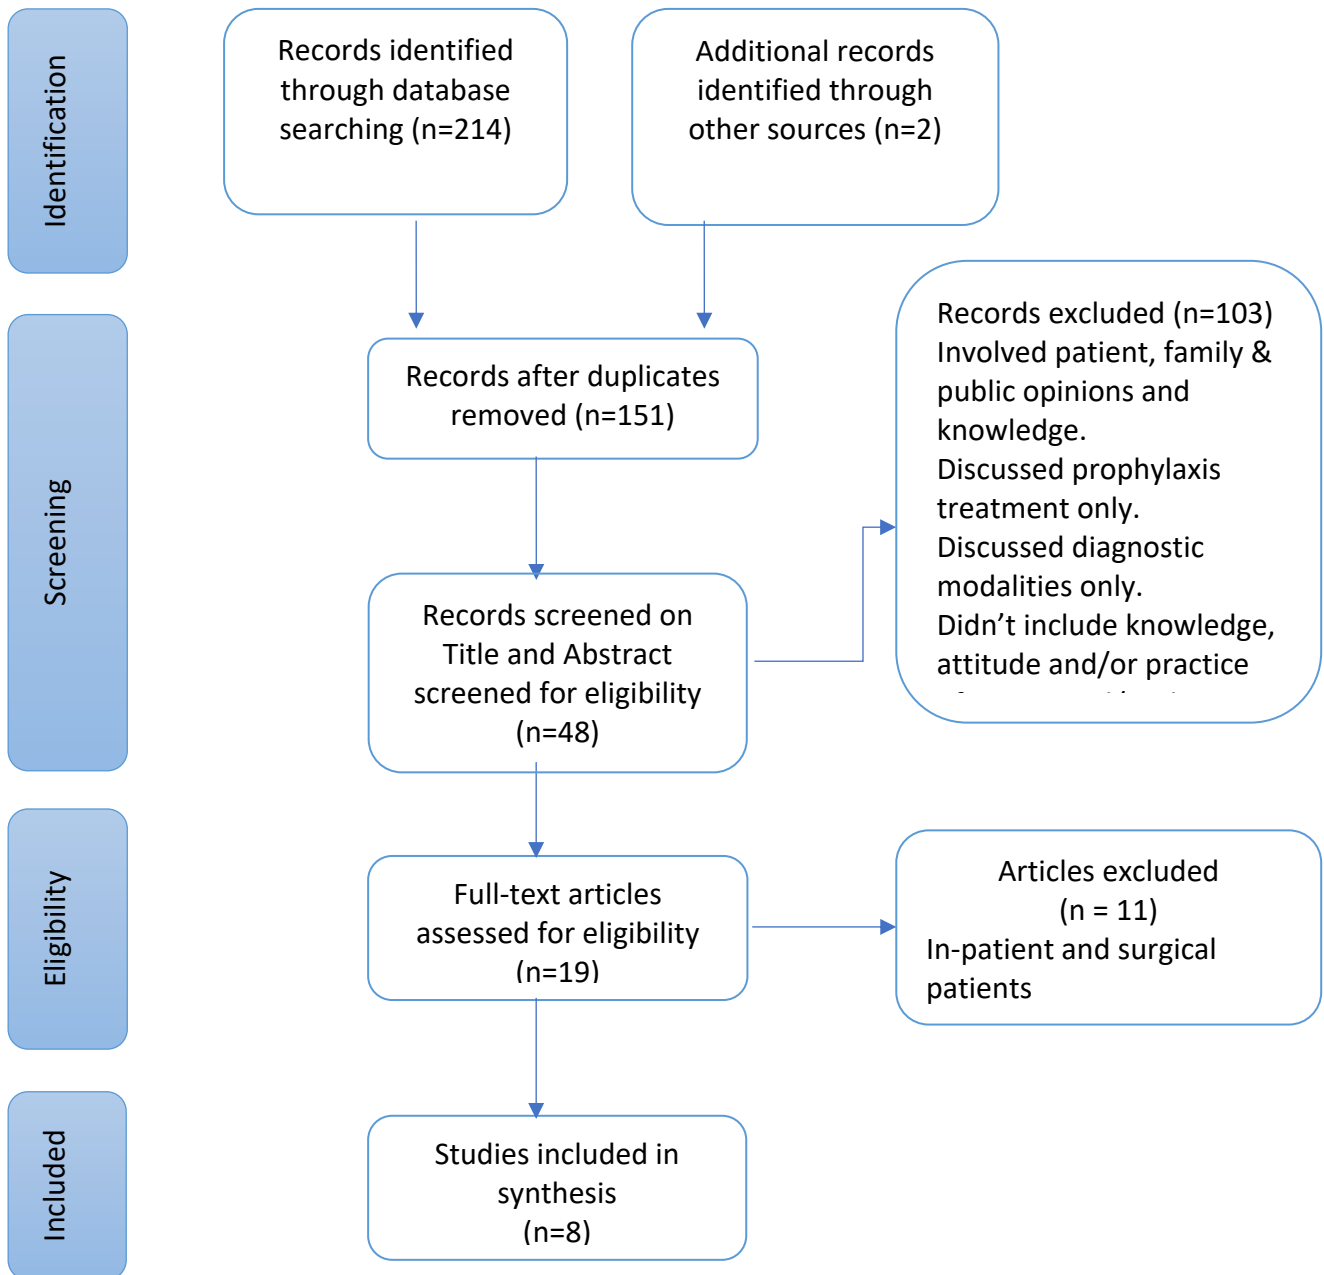 Identification
Records identified
through database
searching (n=214)
Additional records
identified through
other sources (n=2)
Screening
Records after duplicates
removed (n=151)
Records screened on
Title and Abstract
screened for eligibility
(n=48)
Records excluded (n=103)
Involved patient, family &
public opinions and
knowledge.
Discussed prophylaxis
treatment only.
Discussed diagnostic
modalities only.
Didn’t include knowledge,
attitude and/or practice
Eligibility
Full-text articles
assessed for eligibility
(n=19)
Articles excluded
(n = 11)
In-patient and surgical
patients
Included
Studies included in
synthesis
(n=8)